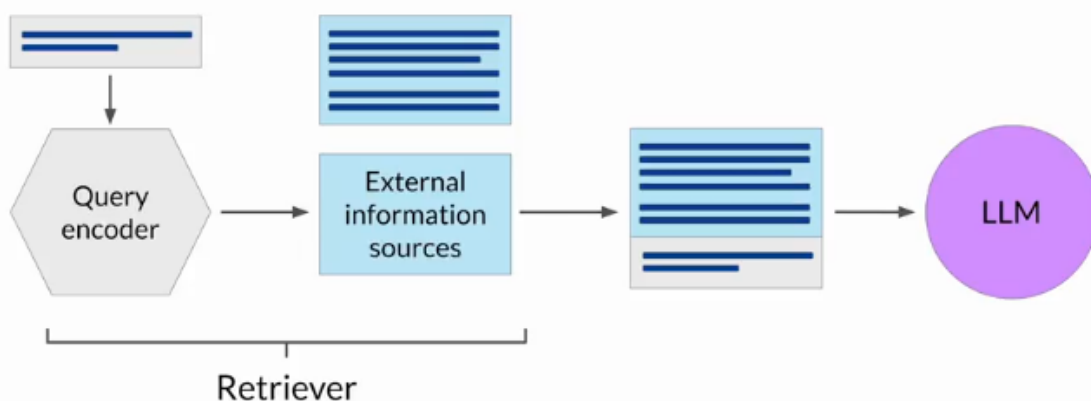 Query
encoder
External
information
sources
LLM
Retriever